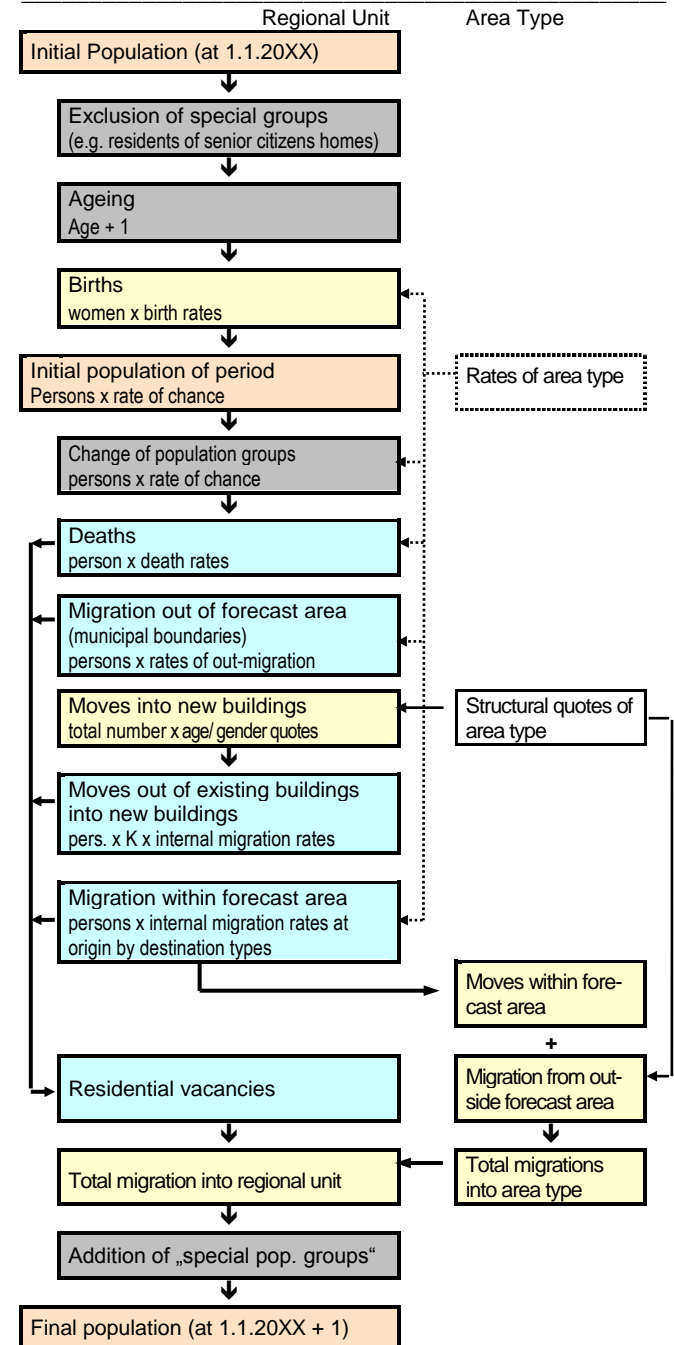 Regional Unit
Area Type
Initial Population (at 1.1.20XX)
Exclusion of special groups
(e.g. residents of senior citizens homes)
Ageing
Age + 1
Births
women x birth rates
Initial population of period
Persons x rate of chance
Rates of area type
Change of population groups
persons x rate of chance
Deaths
person x death rates
Migration out of forecast area
(municipal boundaries)
persons x rates of out-migration
Moves into new buildings
total number x age/ gender quotes
Structural quotes of
area type
Moves out of existing buildings
into new buildings
pers. x K x internal migration rates
Migration within forecast area
persons x internal migration rates at
origin by destination types
Moves within fore-
cast area
+
Residential vacancies
Migration from out-
side forecast area
Total migration into regional unit
Total migrations
into area type
Addition of „special pop. groups“
Final population (at 1.1.20XX + 1)